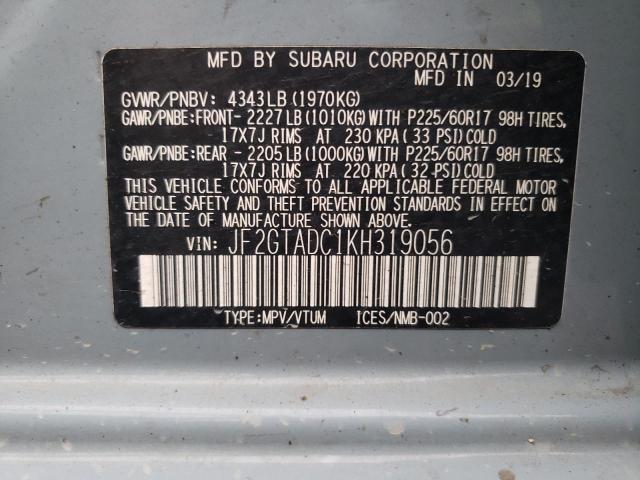 MFD BY SUBARU CORPORATION
MFD IN 03/19
GVWR/PNBV: 4343LB (1970KG)
GAWR/PNBE:FRONT- 2227LB (1010KG) WITH P225/60R17 98H TIRES,
17X7J RIMS AT 230 KPA (33 PSI) COLD
GAWR/PNBE:REAR - 2205LB (1000KG) WITH P225/60R17 98H TIRES,
17X7J RIMS AT 220 KPA (32 PSI) COLD
THIS VEHICLE CONFORMS TO ALL APPLICABLE FEDERAL MOTOR
VEHICLE SAFETY AND THEFT PREVENTION STANDARDS IN EFFECT ON
THE DATE OF MANUFACTURE SHOWN ABOVE.
VIN: JF2GTADC1KH319056
TYPE:MPV/VTUM ICES/NMB-002